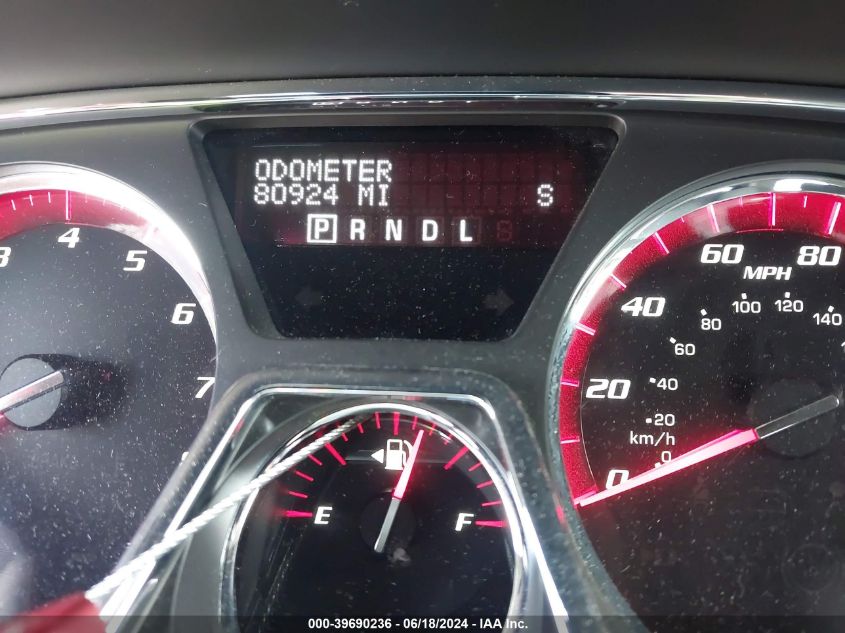 ODOMETER
80924 MI S
P R N D L
3 4 5 6 7
0 20 40 60 80
MPH
0 20 40 60 80 100 120 140
km/h
E F
000-39690236 - 06/18/2024 - IAA Inc.